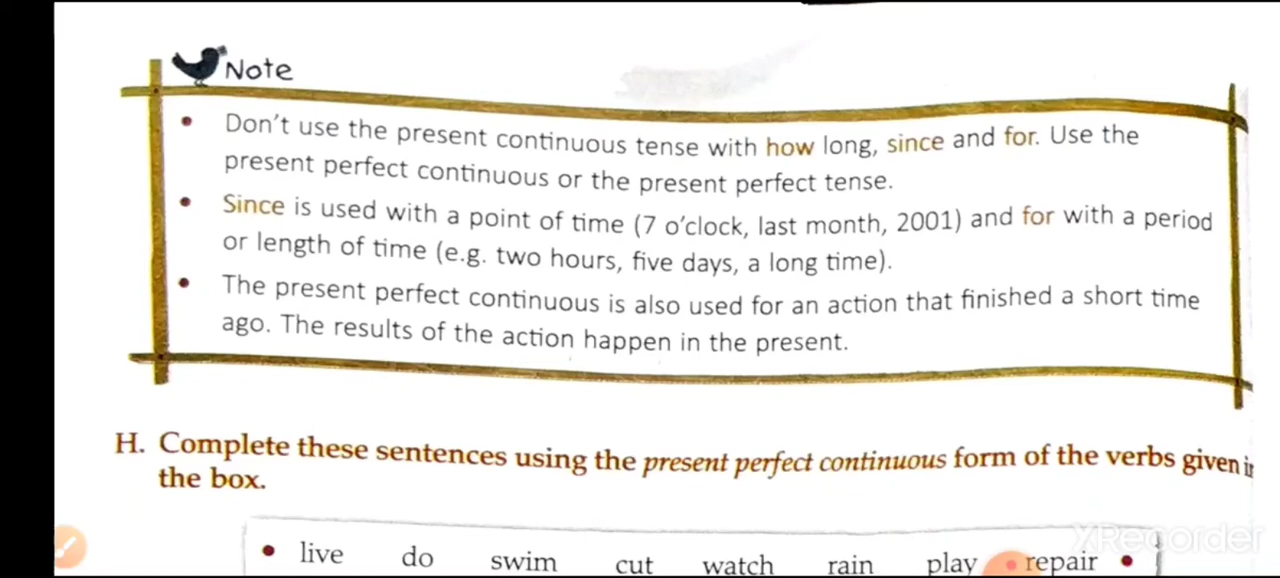 Note
• Don't use the present continuous tense with how long, since and for. Use the
present perfect continuous or the present perfect tense.
• Since is used with a point of time (7 o'clock, last month, 2001) and for with a period
or length of time (e.g. two hours, five days, a long time).
• The present perfect continuous is also used for an action that finished a short time
ago. The results of the action happen in the present.
H. Complete these sentences using the present perfect continuous form of the verbs given in
the box.
• live do swim cut watch rain play • repair •
XRecorder